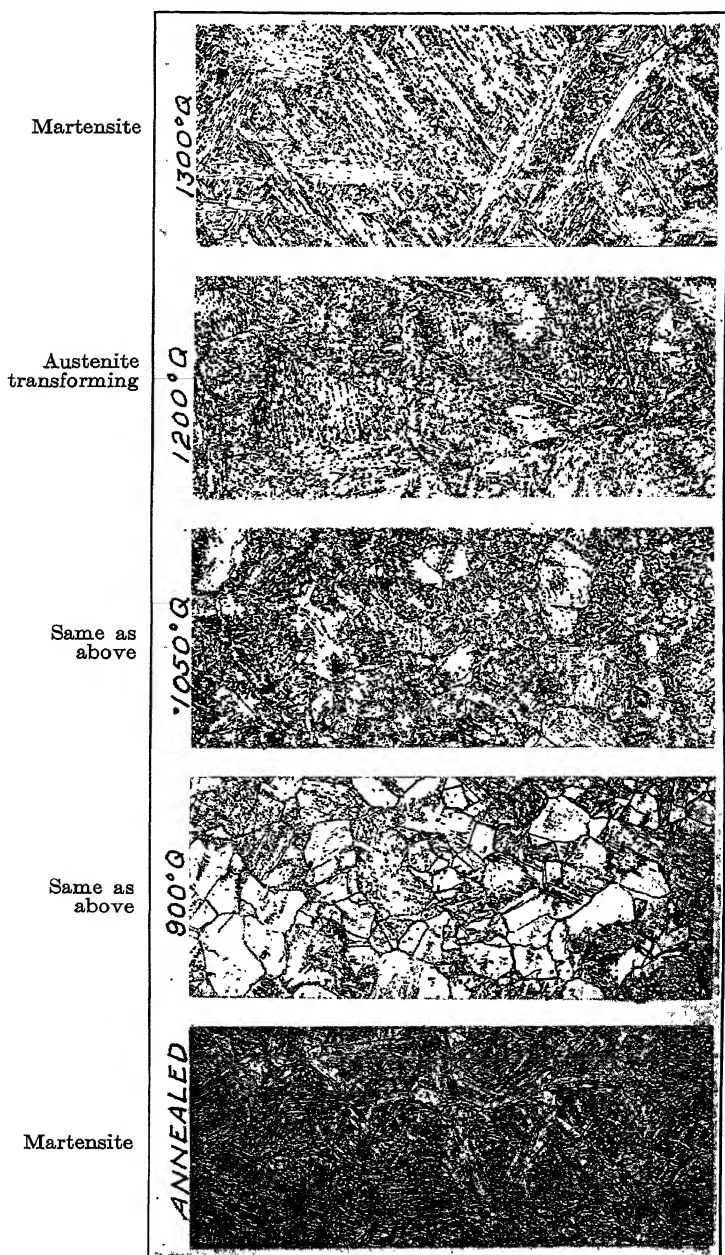 Martensite
1300°Q
Austenite
transforming
1200°Q
Same as
above
1050°Q
Same as
above
900°Q
Martensite
ANNEALED